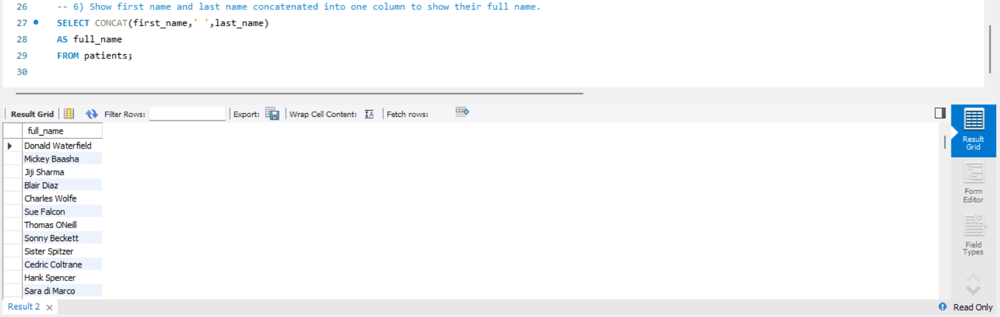 26 -- 6) Show first name and last name concatenated into one column to show their full name.
27 SELECT CONCAT(first_name,' ',last_name)
28 AS full_name
29 FROM patients;
30
Result Grid Filter Rows: Export: Wrap Cell Content: Fetch rows:
full_name
Donald Waterfield
Mickey Baasha
Jiji Sharma
Blair Diaz
Charles Wolfe
Sue Falcon
Thomas ONeill
Sonny Beckett
Sister Spitzer
Cedric Coltrane
Hank Spencer
Sara di Marco
Result
Grid
Form
Editor
Field
Types
Result 2
Read Only